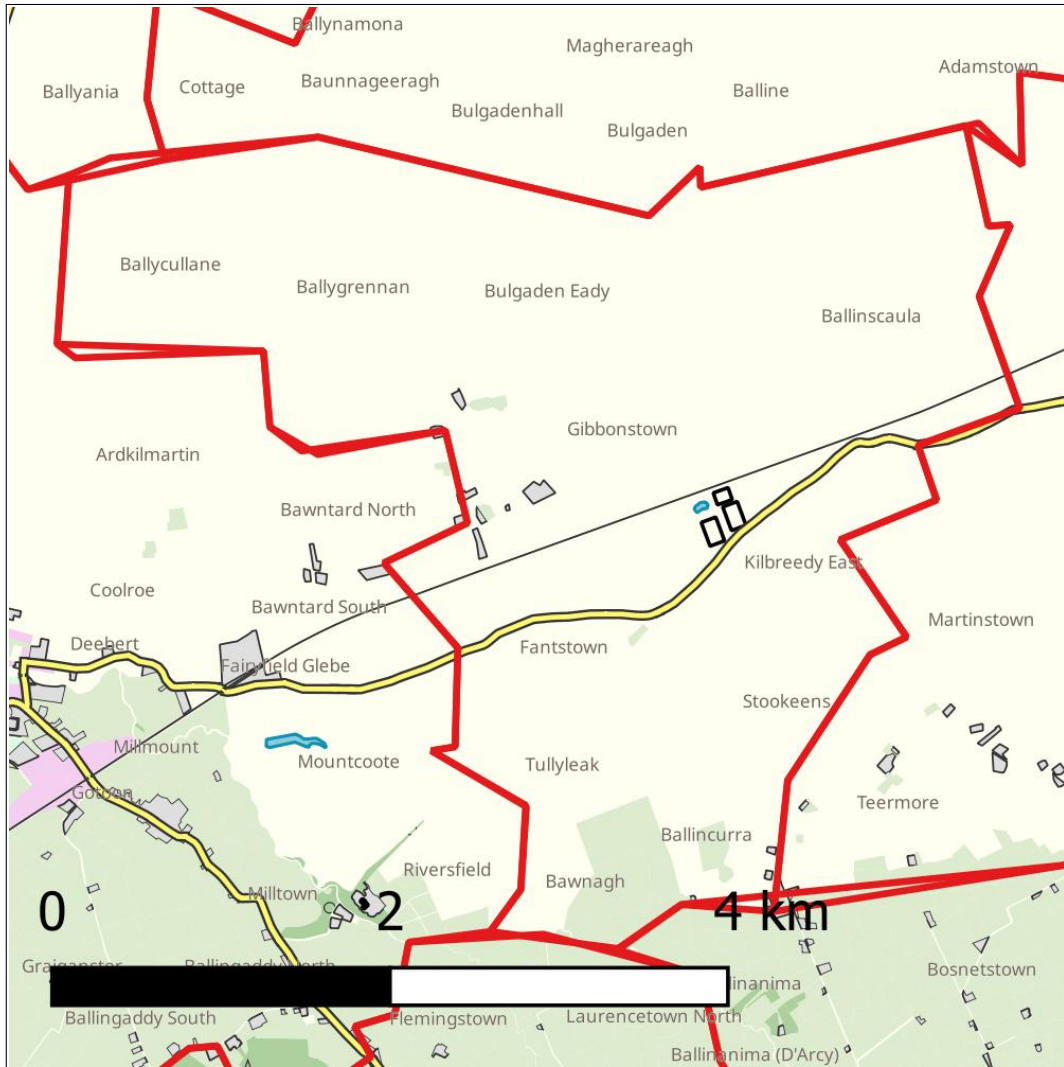 Ballynamona
Magherareagh
Adamstown
Ballyania
Cottage
Baunnageeragh
Bulgadenhall
Balline
Bulgaden
Ballycullane
Ballygrennan
Bulgaden Eady
Ballinscaula
Ardkilmartin
Gibbonstown
Bawntard North
Coolroe
Kilbreedy East
Bawntard South
Martinstown
Deebert
Fairyfield Glebe
Fantstown
Stookeens
Millmount
Mountcoote
Tullyleak
Gotoon
Teermore
Ballincurra
Riversfield
Bawnagh
Milltown
0
2
4 km
Graiganster
Ballingaddy North
Bosnetstown
Ballingaddy South
Flemingstown
Laurencetown North
Ballinanima (D'Arcy)